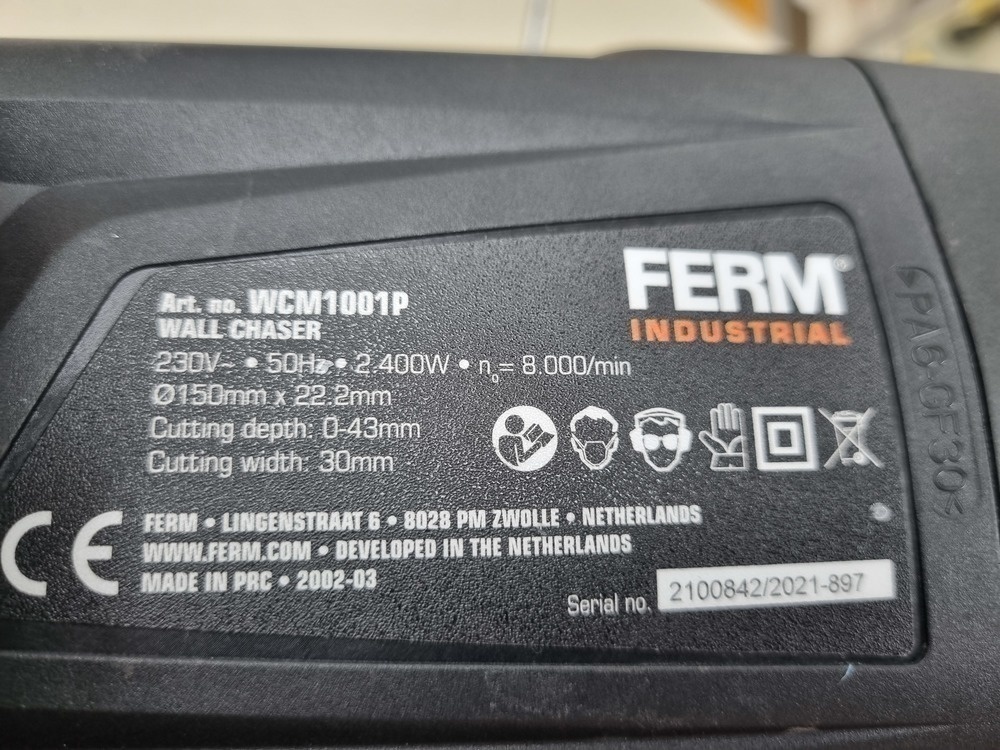 FERM®
INDUSTRIAL
Art. no. WCM1001P
WALL CHASER
230V~ • 50Hz • 2.400W • n₀= 8.000/min
Ø150mm x 22.2mm
Cutting depth: 0-43mm
Cutting width: 30mm
CE
FERM • LINGENSTRAAT 6 • 8028 PM ZWOLLE • NETHERLANDS
WWW.FERM.COM • DEVELOPED IN THE NETHERLANDS
MADE IN PRC • 2002-03
Serial no. 2100842/2021-897
>PA6-GF30<